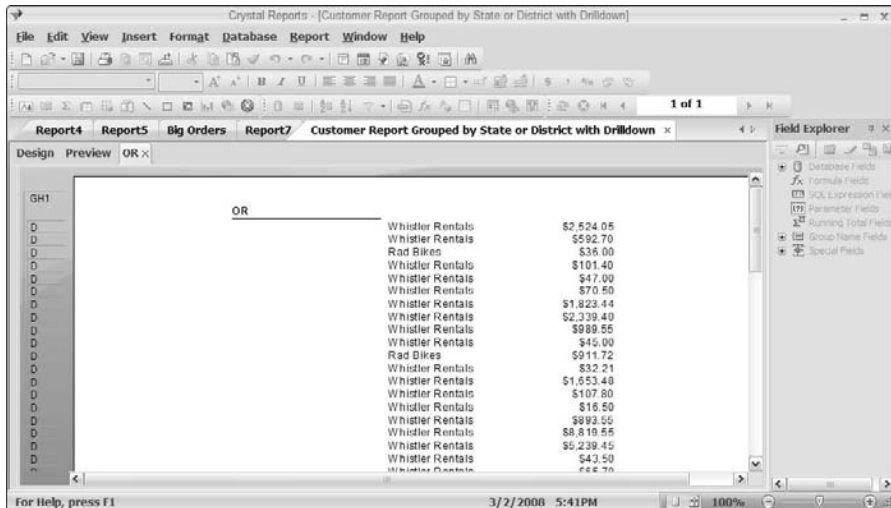 Crystal Reports - [Customer Report Grouped by State or District with Drilldown]
File Edit View Insert Format Database Report Window Help
1 of 1
Report4 Report5 Big Orders Report7 Customer Report Grouped by State or District with Drilldown
Field Explorer
Design Preview OR
Database Fields
Formula Fields
SQL Expression Fie
Parameter Fields
Running Total Fields
Group Name Fields
Special Fields
GH1
OR
D Whistler Rentals $2,524.05
D Whistler Rentals $592.70
D Rad Bikes $36.00
D Whistler Rentals $101.40
D Whistler Rentals $47.00
D Whistler Rentals $70.50
D Whistler Rentals $1,823.44
D Whistler Rentals $2,339.40
D Whistler Rentals $989.55
D Whistler Rentals $45.00
D Rad Bikes $911.72
D Whistler Rentals $32.21
D Whistler Rentals $1,653.48
D Whistler Rentals $107.80
D Whistler Rentals $16.50
D Whistler Rentals $893.55
D Whistler Rentals $8,819.55
D Whistler Rentals $5,239.45
D Whistler Rentals $43.50
For Help, press F1
3/2/2008 5:41PM
100%